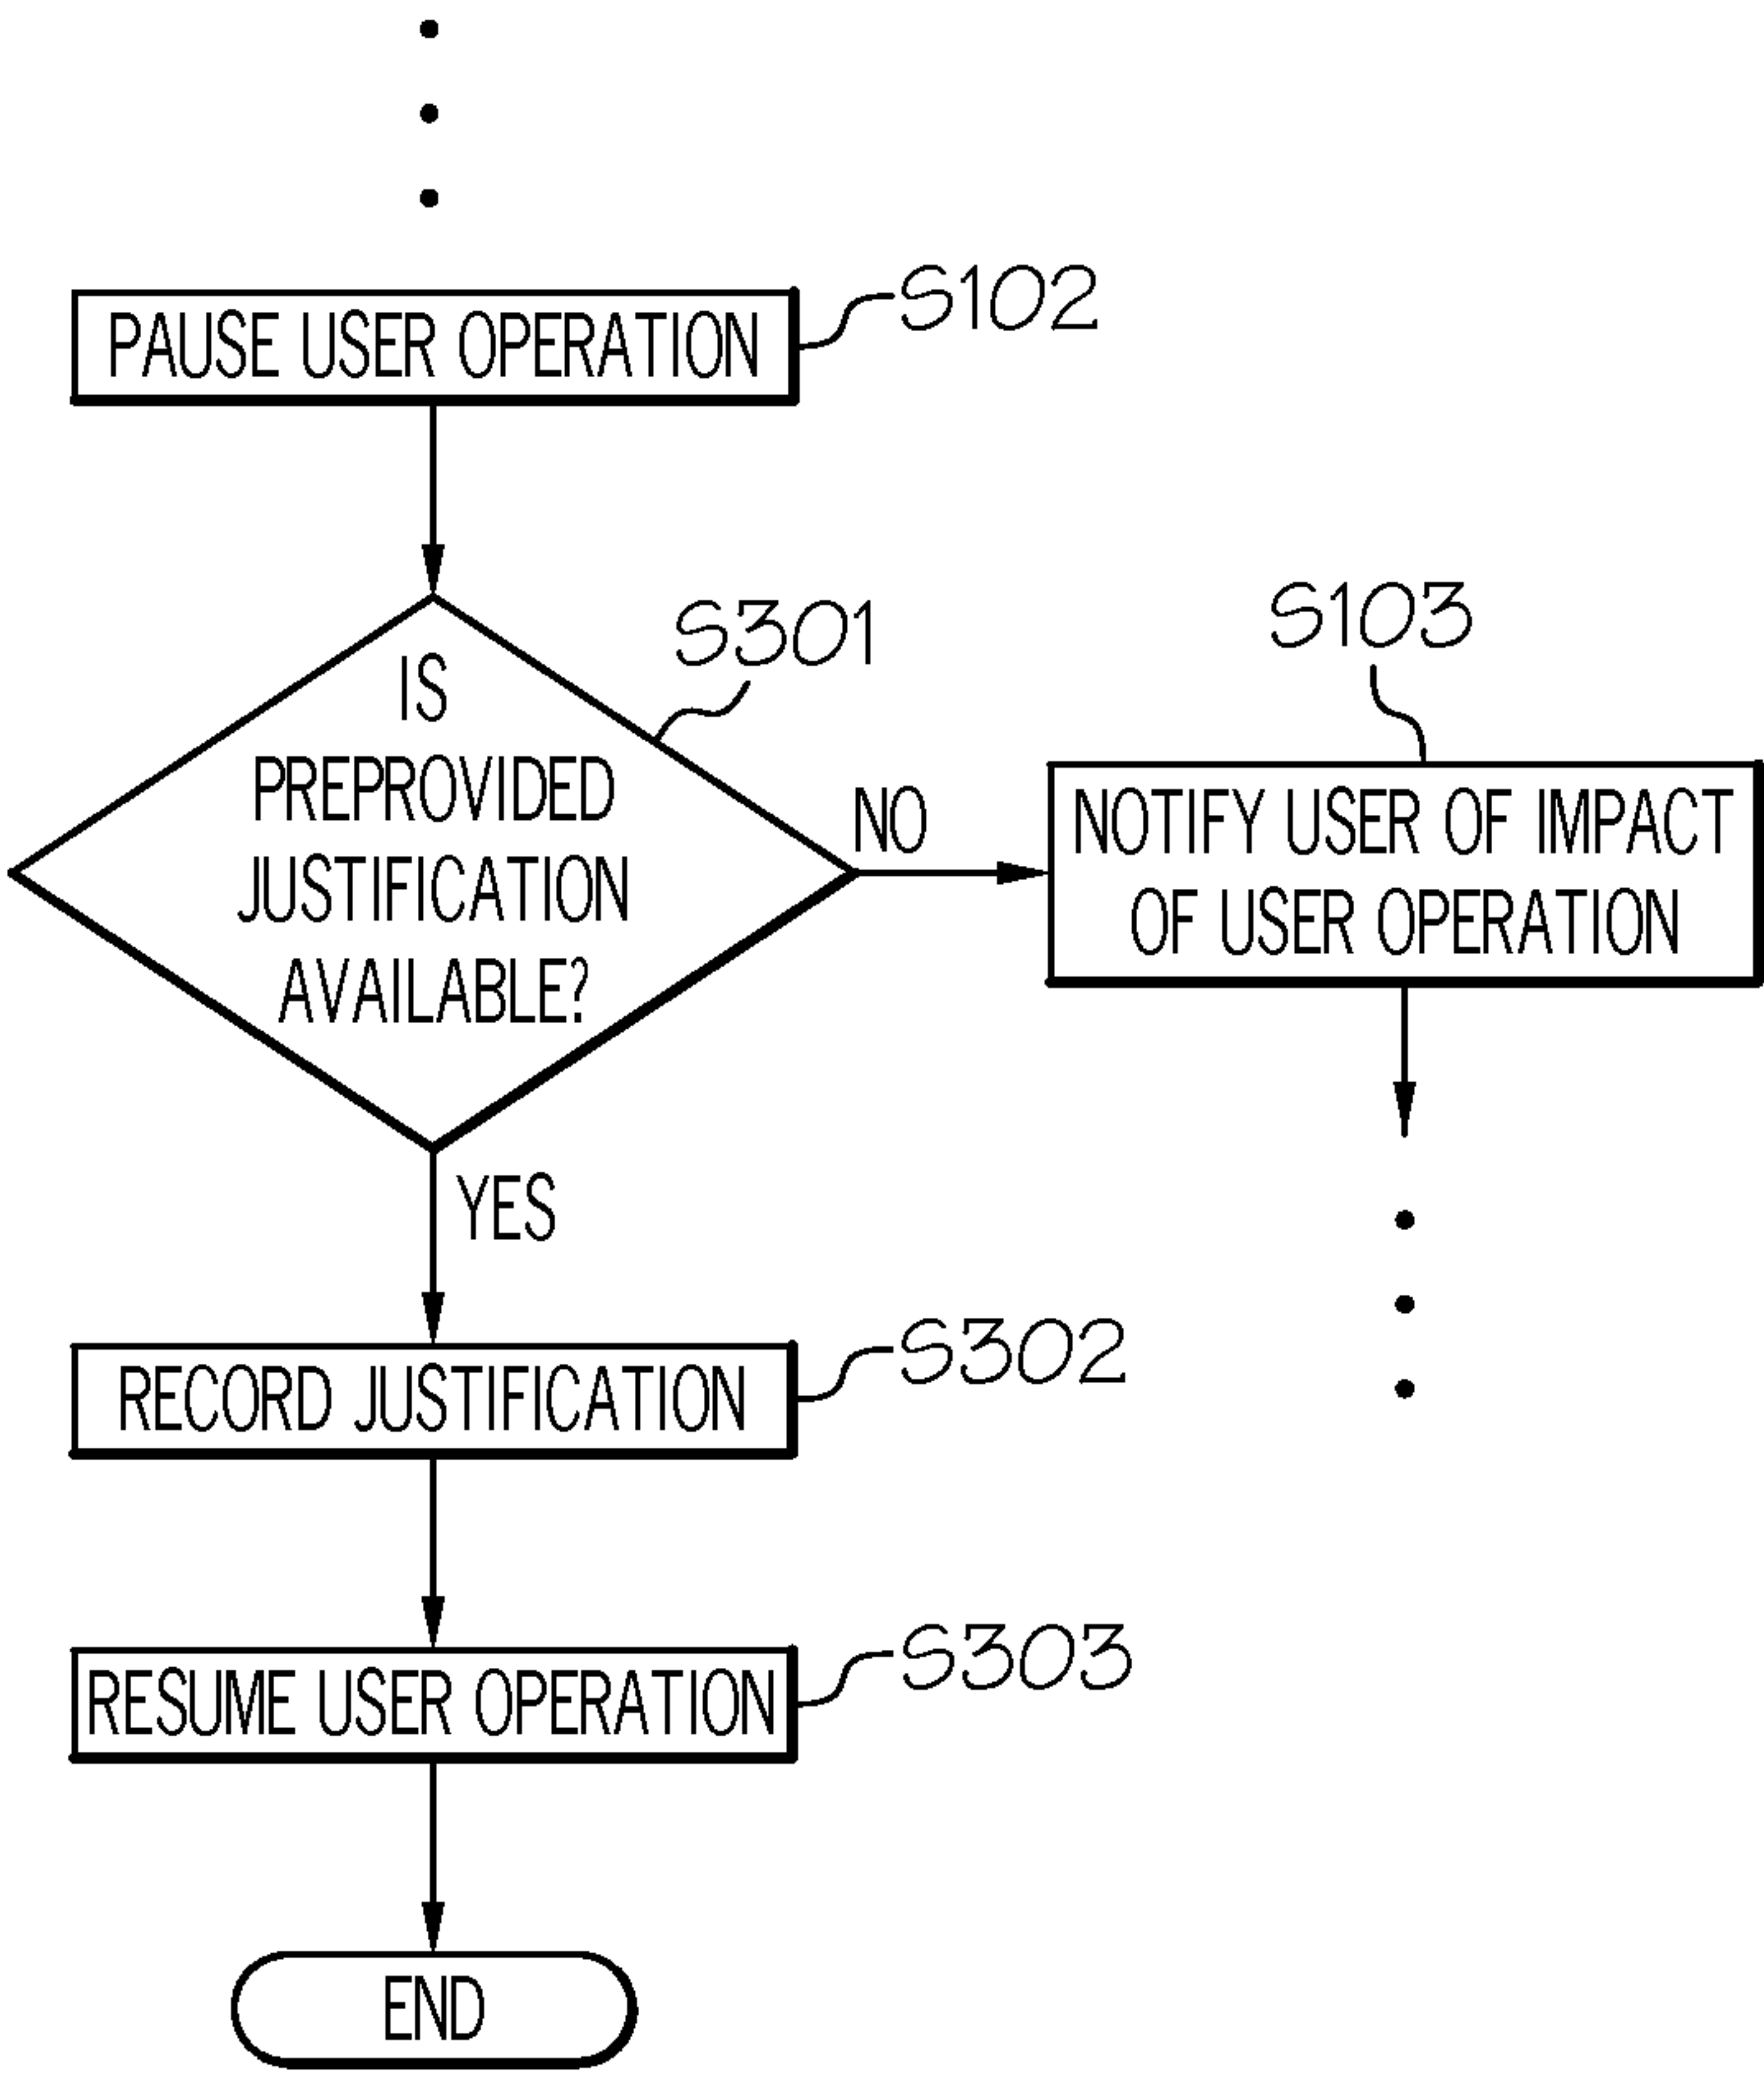 PAUSE USER OPERATION
S102
IS
PREPROVIDED
JUSTIFICATION
AVAILABLE?
S301
NO
S103
NOTIFY USER OF IMPACT
OF USER OPERATION
YES
RECORD JUSTIFICATION
S302
RESUME USER OPERATION
S303
END